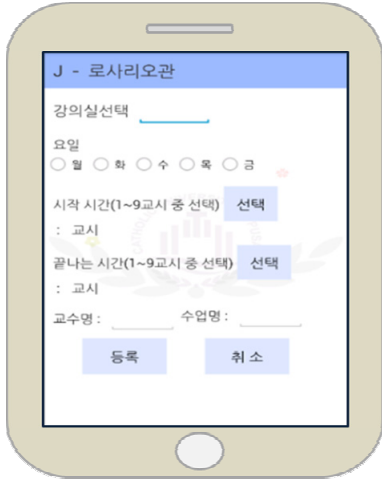 J - 로사리오관
강의실선택
요일
월 화 수 목 금
시작 시간(1~9교시 중 선택) 선택
: 교시
끝나는 시간(1~9교시 중 선택) 선택
: 교시
교수명 : 수업명 :
등록 취 소